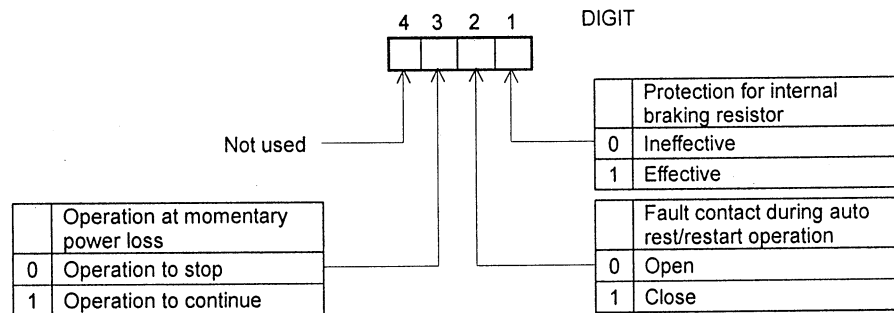 4 3 2 1 DIGIT
Protection for internal
braking resistor
0 Ineffective
1 Effective
Not used
Operation at momentary
power loss
0 Operation to stop
1 Operation to continue
Fault contact during auto
rest/restart operation
0 Open
1 Close